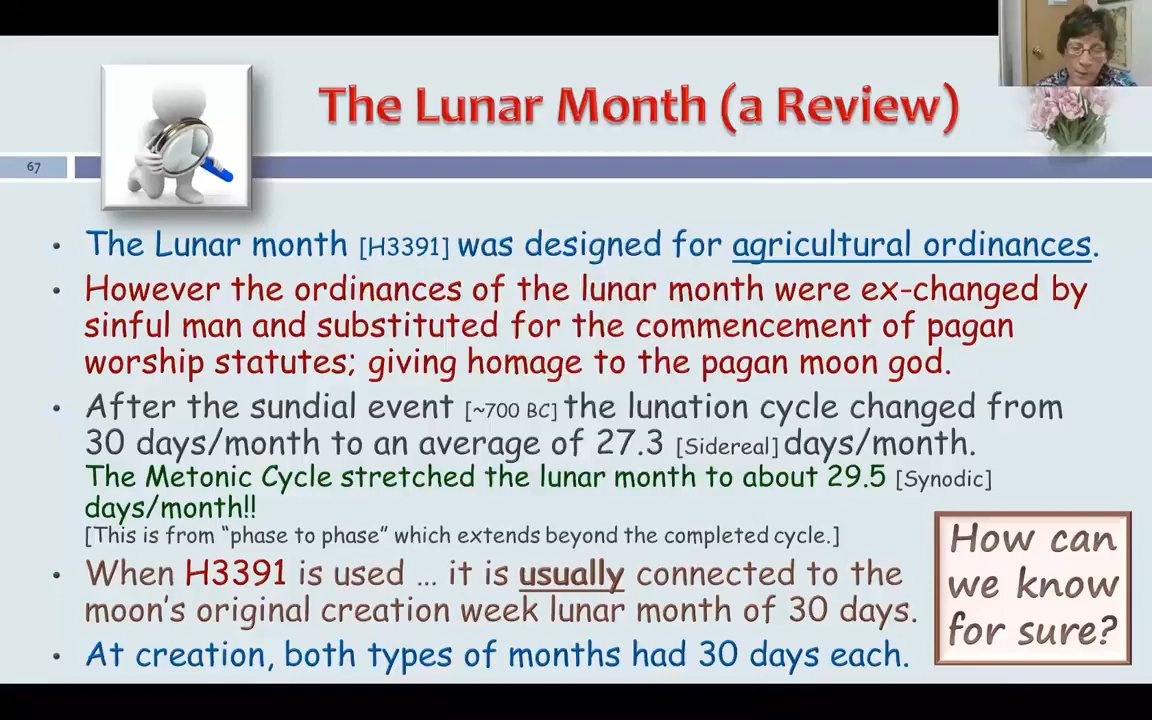 The Lunar Month (a Review)
67
• The Lunar month [H3391] was designed for agricultural ordinances.
• However the ordinances of the lunar month were ex-changed by
sinful man and substituted for the commencement of pagan
worship statutes; giving homage to the pagan moon god.
• After the sundial event [~700 BC] the lunation cycle changed from
30 days/month to an average of 27.3 [Sidereal] days/month.
The Metonic Cycle stretched the lunar month to about 29.5 [Synodic]
days/month!!
[This is from “phase to phase” which extends beyond the completed cycle.]
• When H3391 is used ... it is usually connected to the
moon's original creation week lunar month of 30 days.
• At creation, both types of months had 30 days each.
How can
we know
for sure?